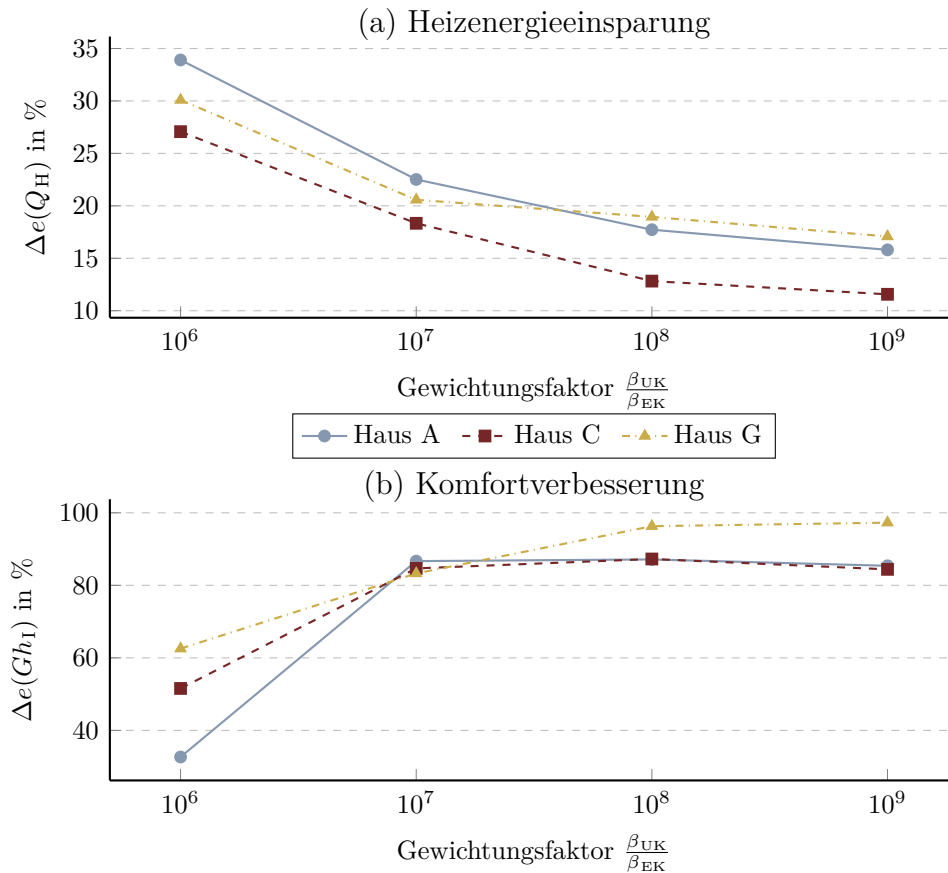 (a) Heizenergieeinsparung
Δe(Q_H) in %
35
30
25
20
15
10
10^6 10^7 10^8 10^9
Gewichtungsfaktor β_UK/β_EK
Haus A Haus C Haus G
(b) Komfortverbesserung
Δe(Gh_I) in %
100
80
60
40
10^6 10^7 10^8 10^9
Gewichtungsfaktor β_UK/β_EK